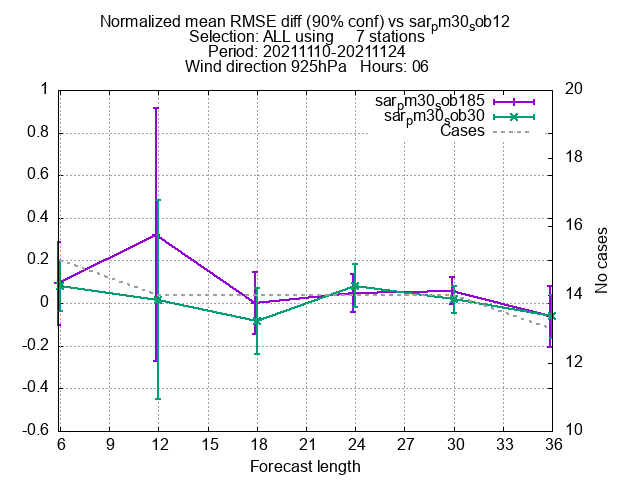 Normalized mean RMSE diff (90% conf) vs sarpm30sob12
Selection: ALL using 7 stations
Period: 20211110-20211124
Wind direction 925hPa Hours: 06
sarpm30sob185
sarpm30sob30
Cases
1
0.8
0.6
0.4
0.2
0
-0.2
-0.4
-0.6
20
18
16
14
12
10
No cases
6 9 12 15 18 21 24 27 30 33 36
Forecast length